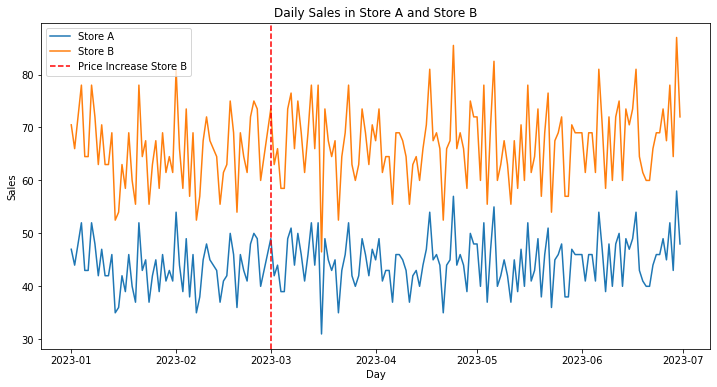 Daily Sales in Store A and Store B
Store A
Store B
Price Increase Store B
Sales
80
70
60
50
40
30
2023-01
2023-02
2023-03
2023-04
2023-05
2023-06
2023-07
Day